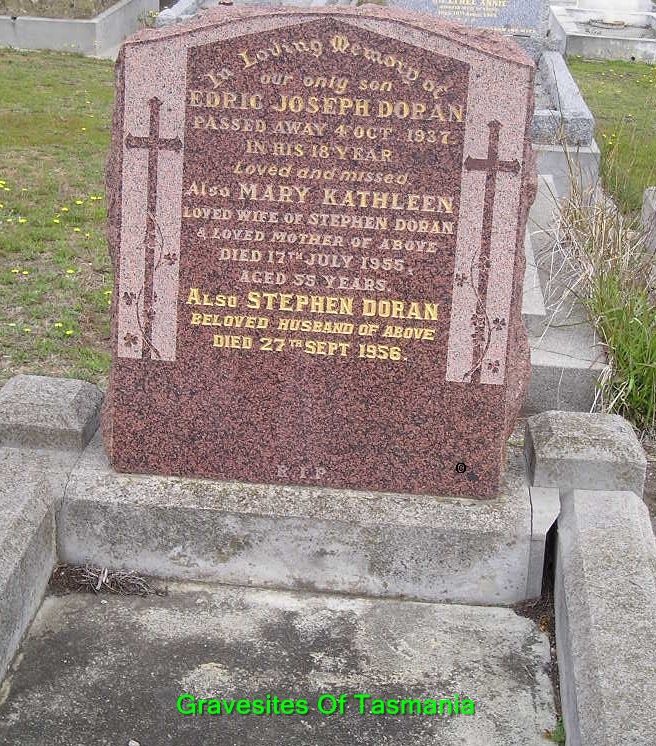 In Loving Memory of
our only son
EDRIC JOSEPH DORAN
PASSED AWAY 4 OCT 1937.
IN HIS 18 YEAR
Loved and missed.
Also MARY KATHLEEN
LOVED WIFE OF STEPHEN DORAN
A LOVED MOTHER OF ABOVE
DIED 17TH JULY 1955.
AGED 55 YEARS.
Also STEPHEN DORAN
BELOVED HUSBAND OF ABOVE
DIED 27TH SEPT 1956.
R I P
©
Gravesites Of Tasmania